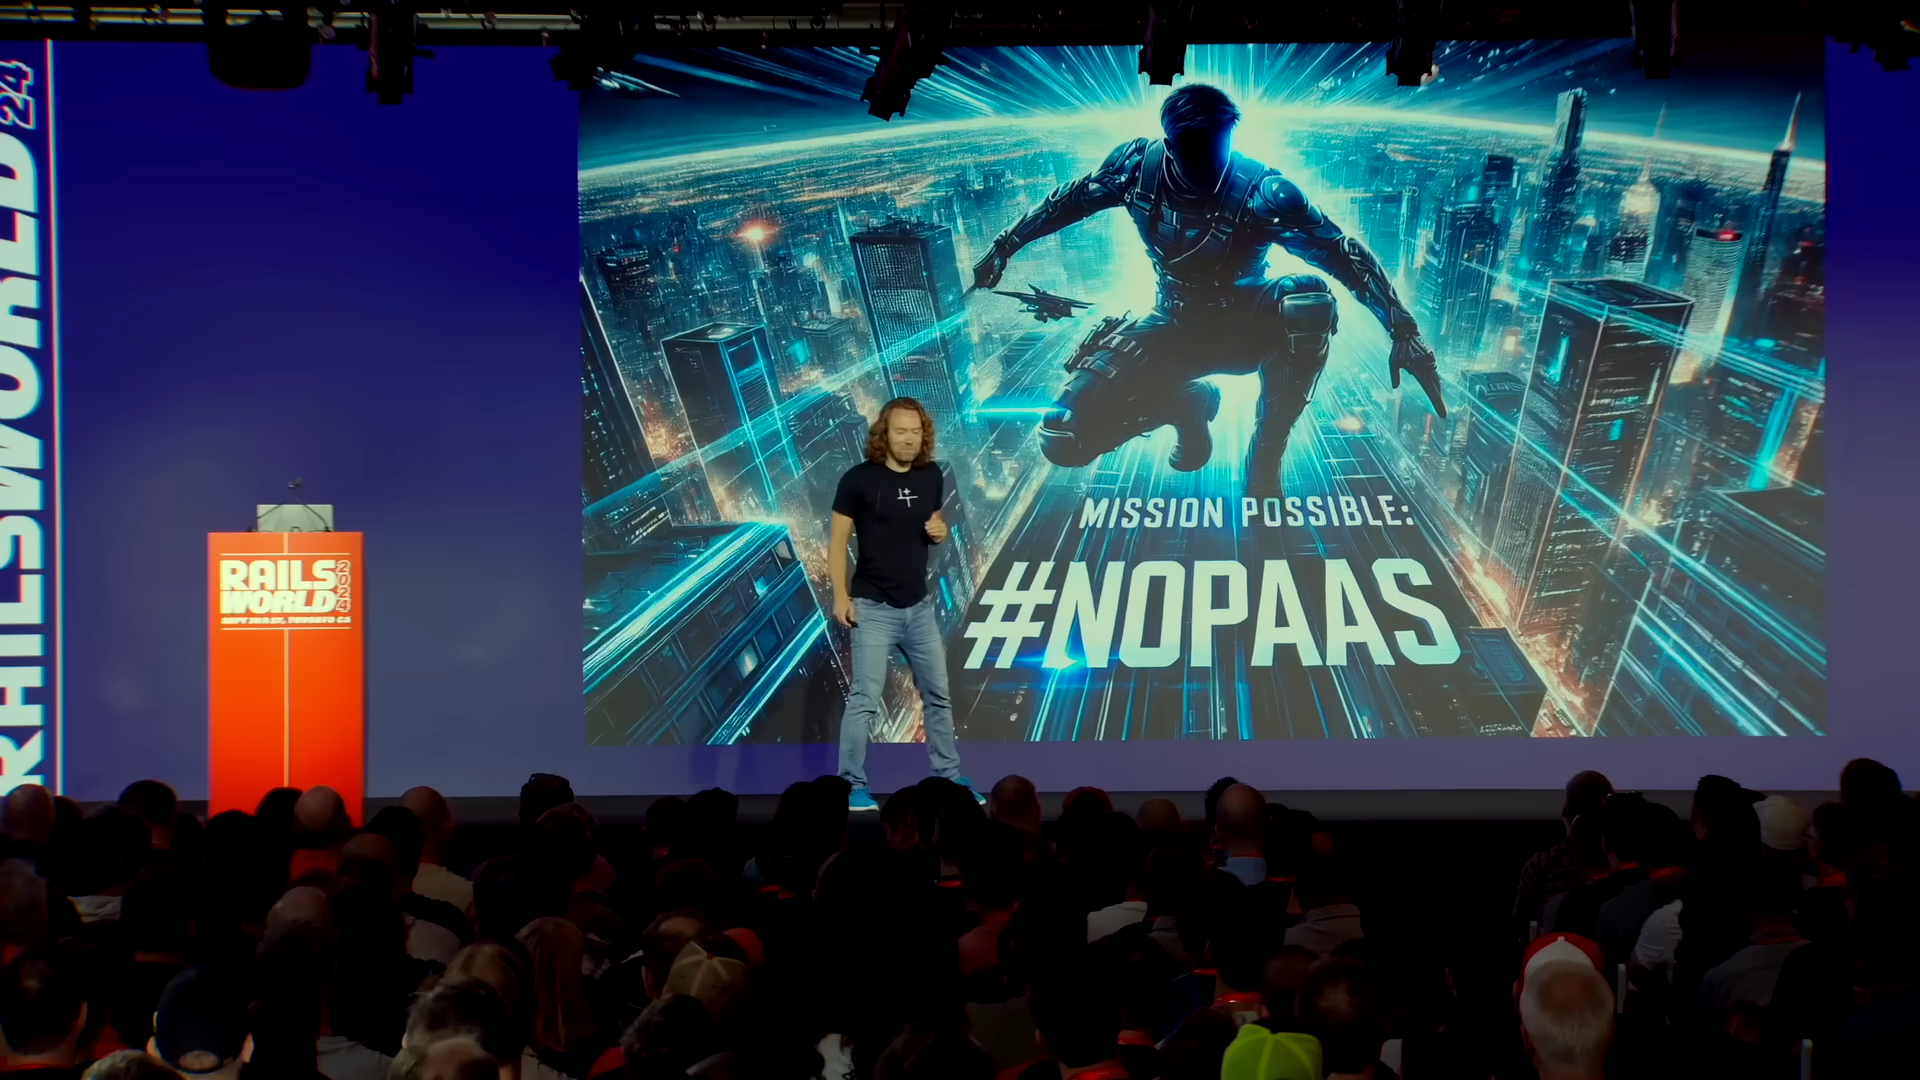 RAILSWORLD 24
MISSION POSSIBLE:
#NOPAAS
RAILS
WORLD
2024